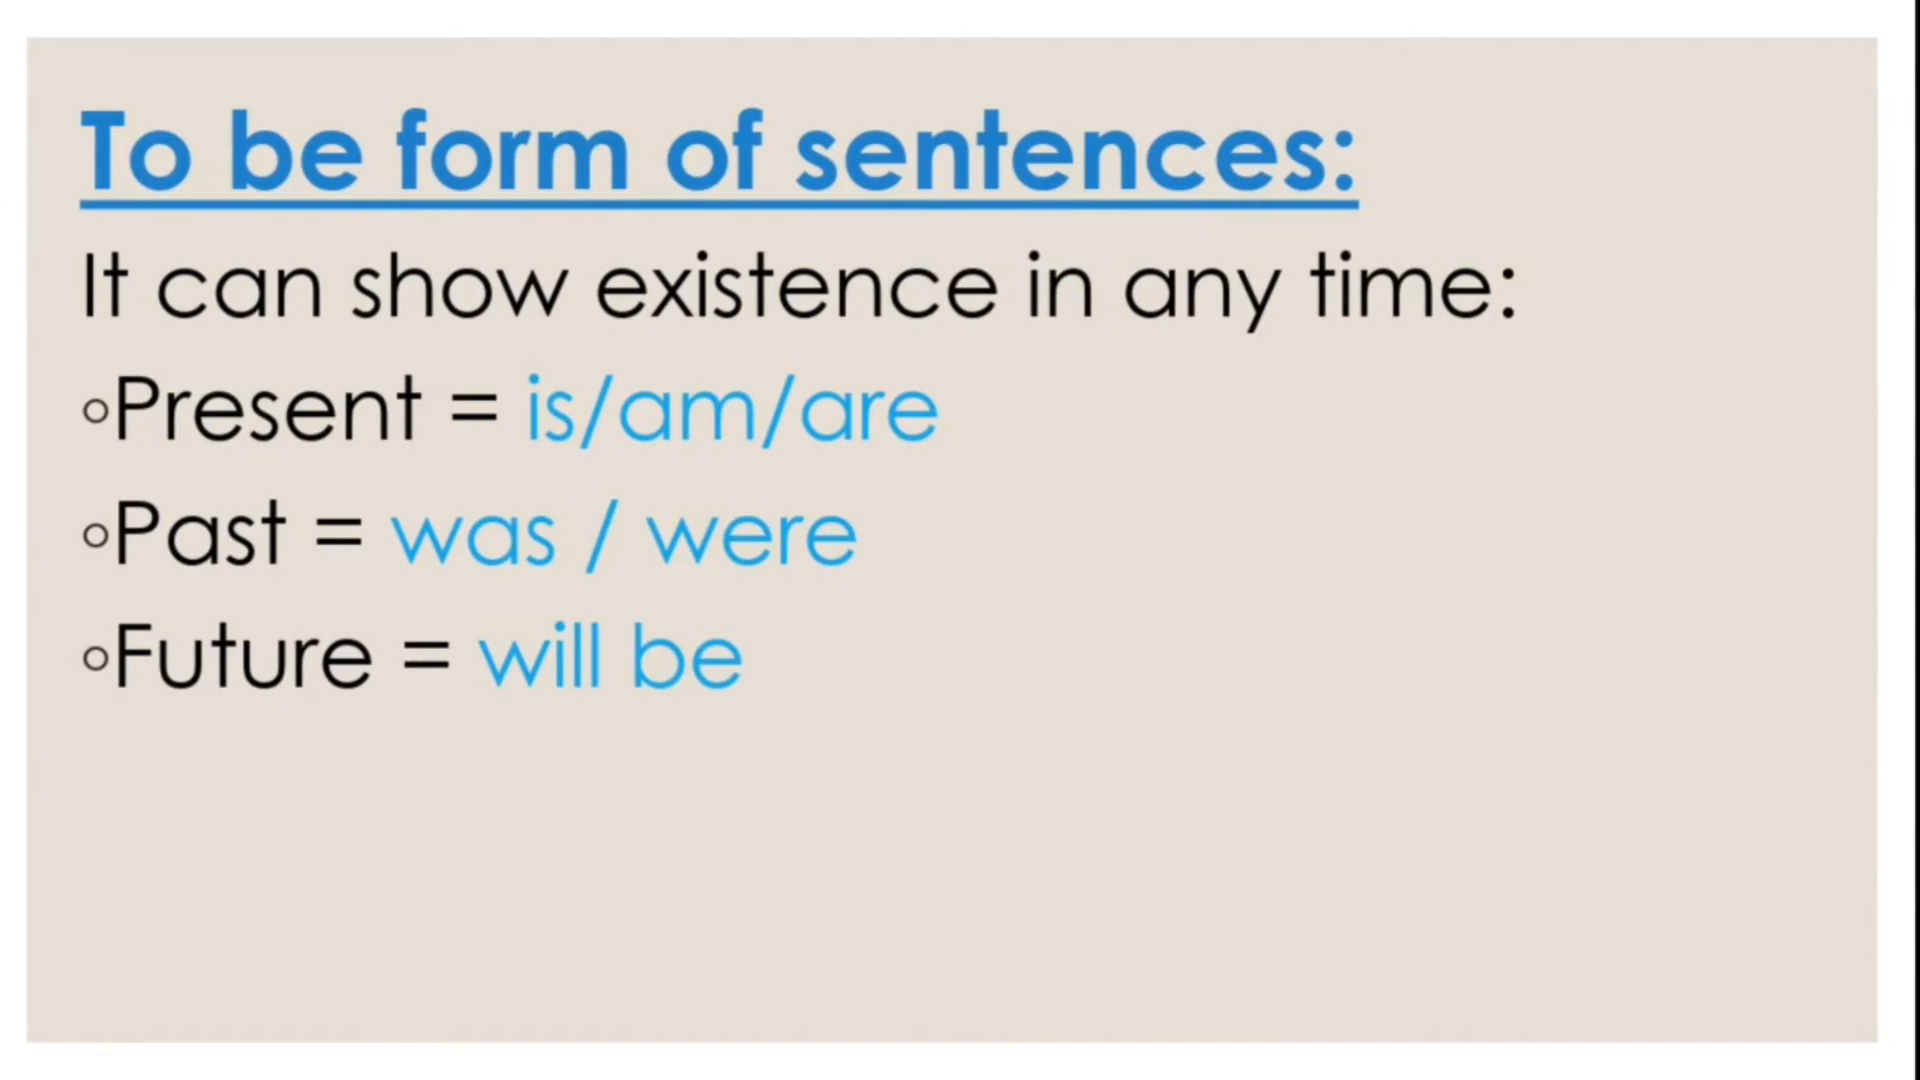 To be form of sentences:
It can show existence in any time:
◦Present = is/am/are
◦Past = was / were
◦Future = will be